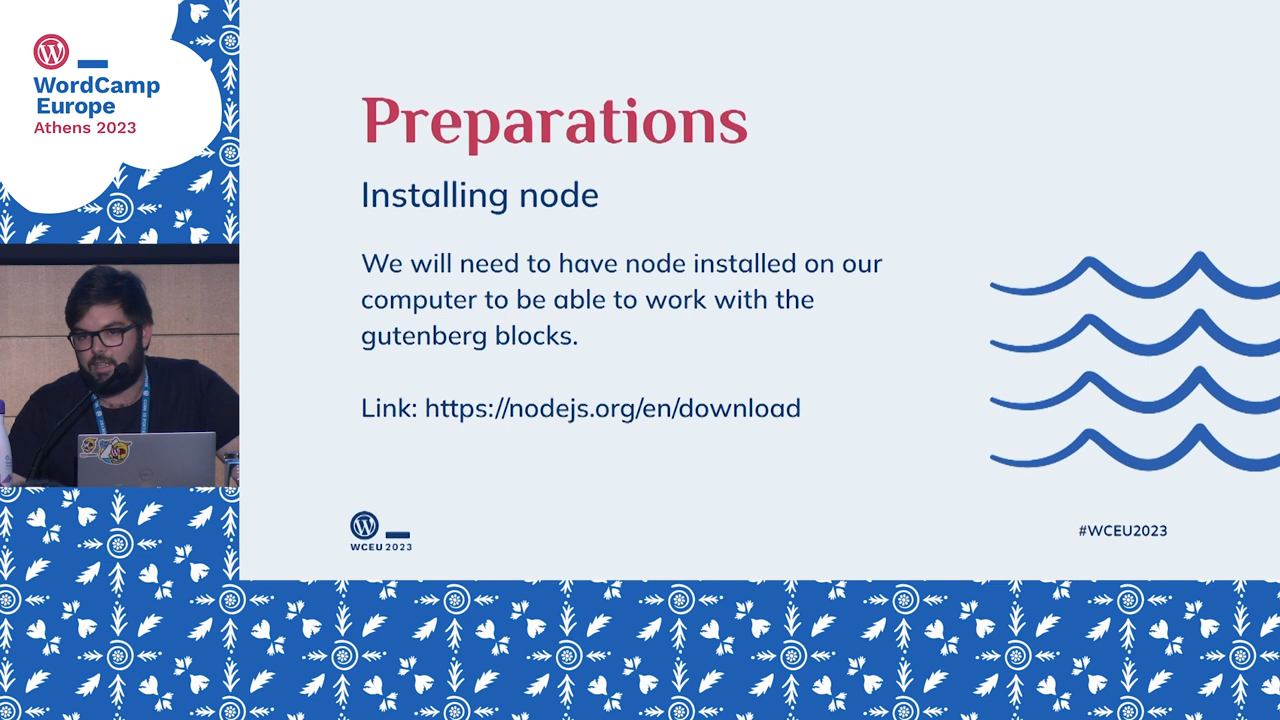 WordCamp
Europe
Athens 2023
Preparations
Installing node
We will need to have node installed on our
computer to be able to work with the
gutenberg blocks.
Link: https://nodejs.org/en/download
WCEU 2023
#WCEU2023